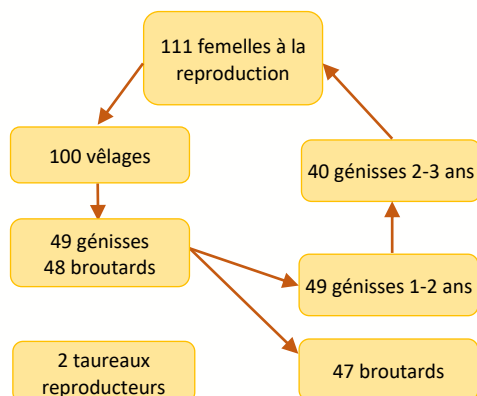 111 femelles à la
reproduction
100 vêlages
40 génisses 2-3 ans
49 génisses
48 broutards
49 génisses 1-2 ans
2 taureaux
reproducteurs
47 broutards